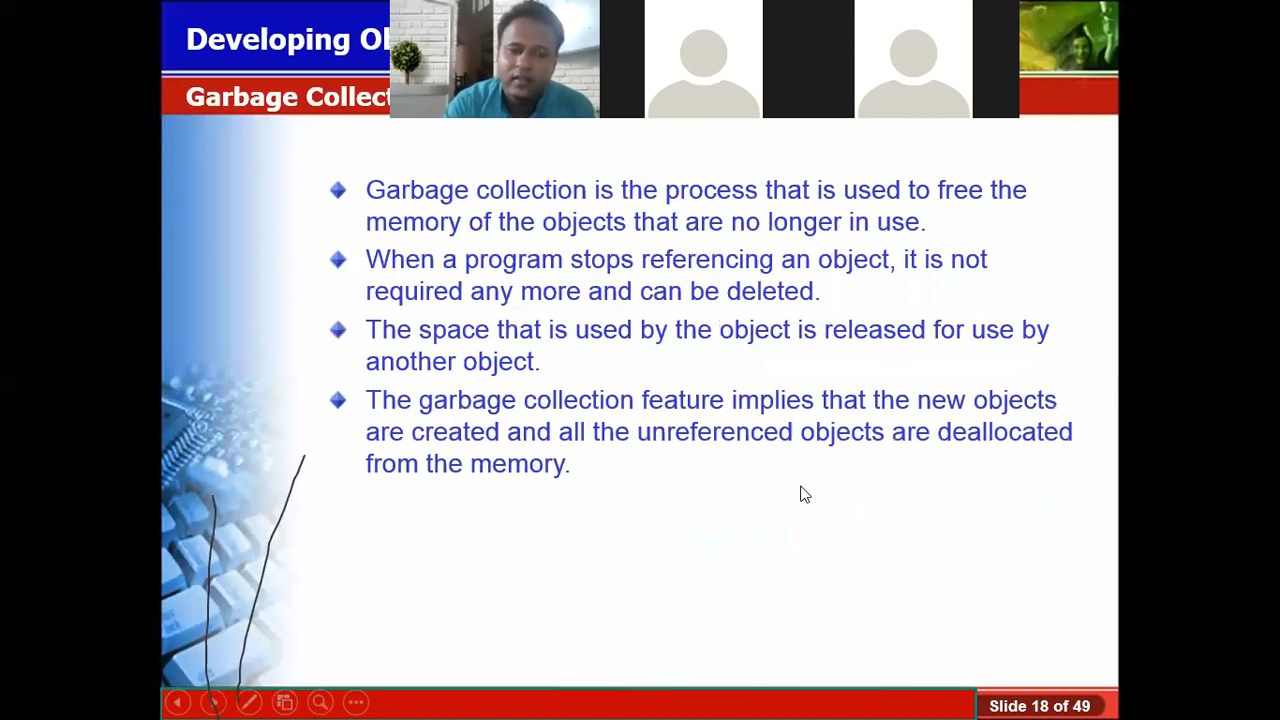 Developing
Garbage Collect
Garbage collection is the process that is used to free the
memory of the objects that are no longer in use.
When a program stops referencing an object, it is not
required any more and can be deleted.
The space that is used by the object is released for use by
another object.
The garbage collection feature implies that the new objects
are created and all the unreferenced objects are deallocated
from the memory.
Slide 18 of 49